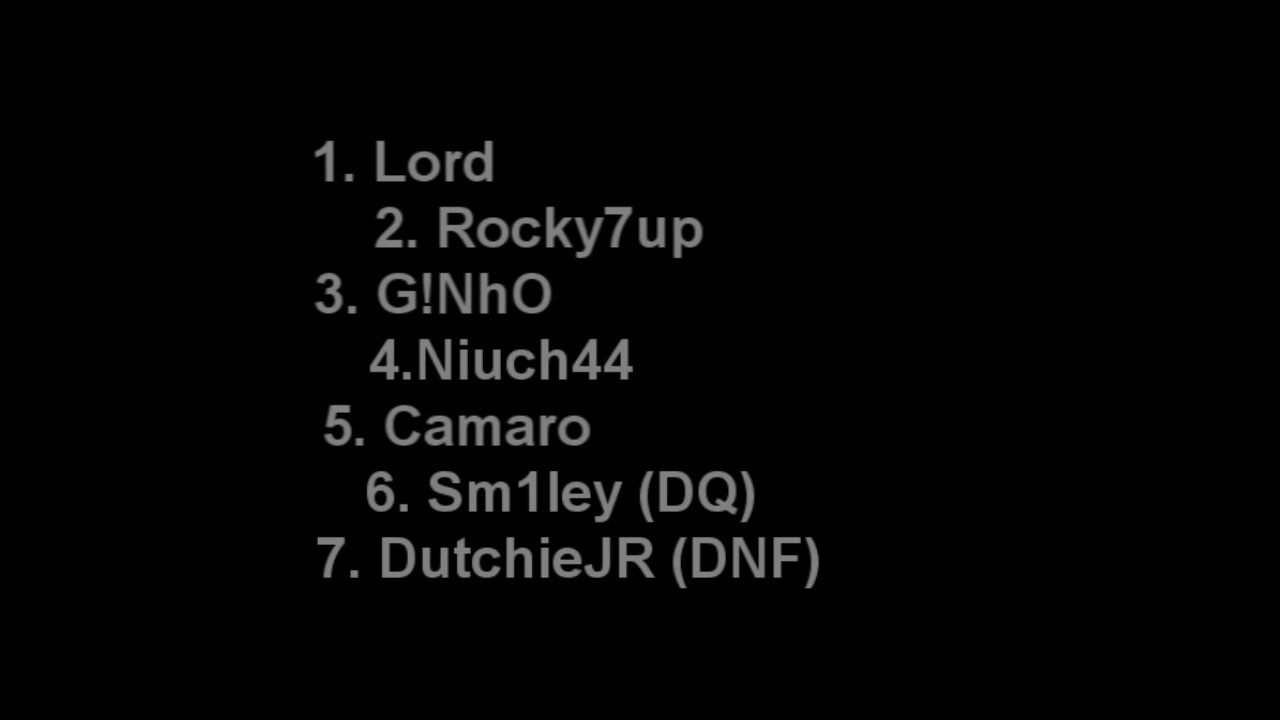 1. Lord
2. Rocky7up
3. G!NhO
4.Niuch44
5. Camaro
6. Sm1ley (DQ)
7. DutchieJR (DNF)